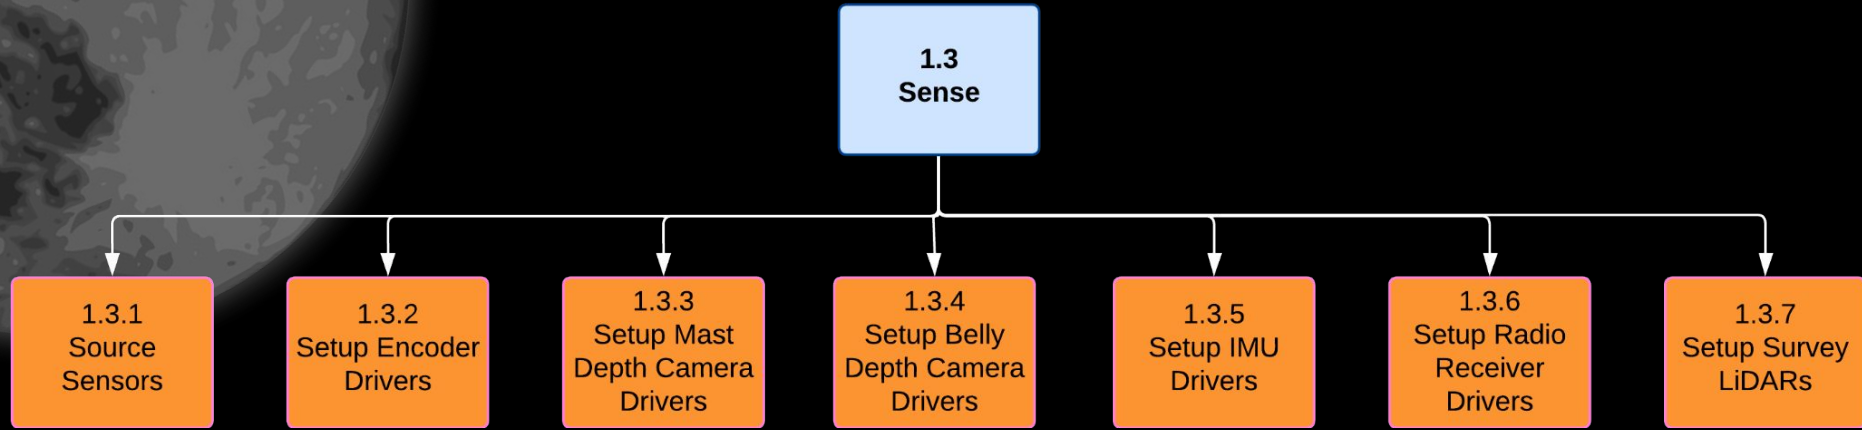 1.3
Sense
1.3.1
Source
Sensors
1.3.2
Setup Encoder
Drivers
1.3.3
Setup Mast
Depth Camera
Drivers
1.3.4
Setup Belly
Depth Camera
Drivers
1.3.5
Setup IMU
Drivers
1.3.6
Setup Radio
Receiver
Drivers
1.3.7
Setup Survey
LiDARs